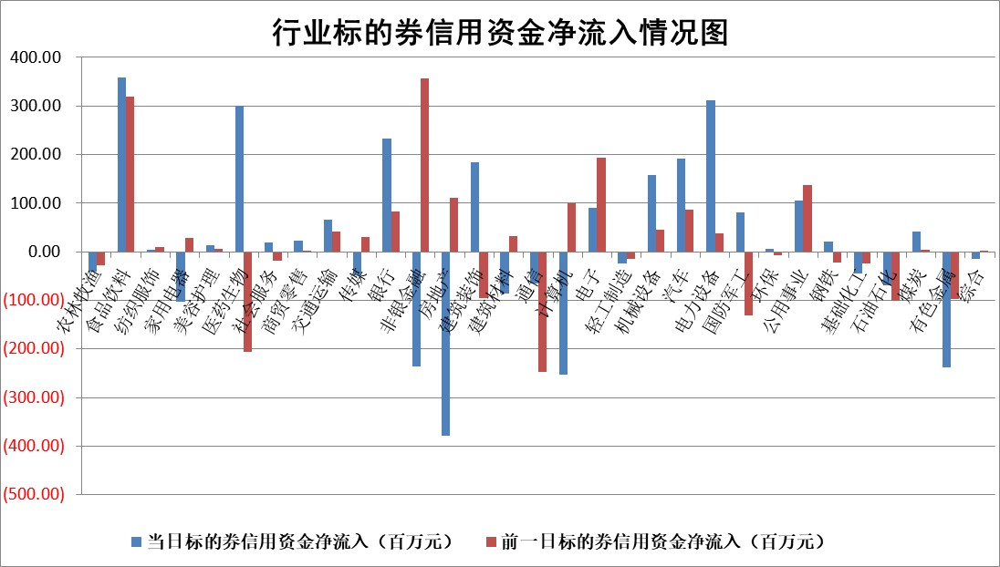 行业标的券信用资金净流入情况图
400.00
300.00
200.00
100.00
0.00
(100.00)
(200.00)
(300.00)
(400.00)
(500.00)
农林牧渔
食品饮料
纺织服饰
家用电器
美容护理
医药生物
社会服务
商贸零售
交通运输
传媒
银行
非银金融
房地产
建筑装饰
建筑材料
通信
计算机
电子
轻工制造
机械设备
汽车
电力设备
国防军工
环保
公用事业
钢铁
基础化工
石油石化
煤炭
有色金属
综合
当日标的券信用资金净流入（百万元）
前一日标的券信用资金净流入（百万元）